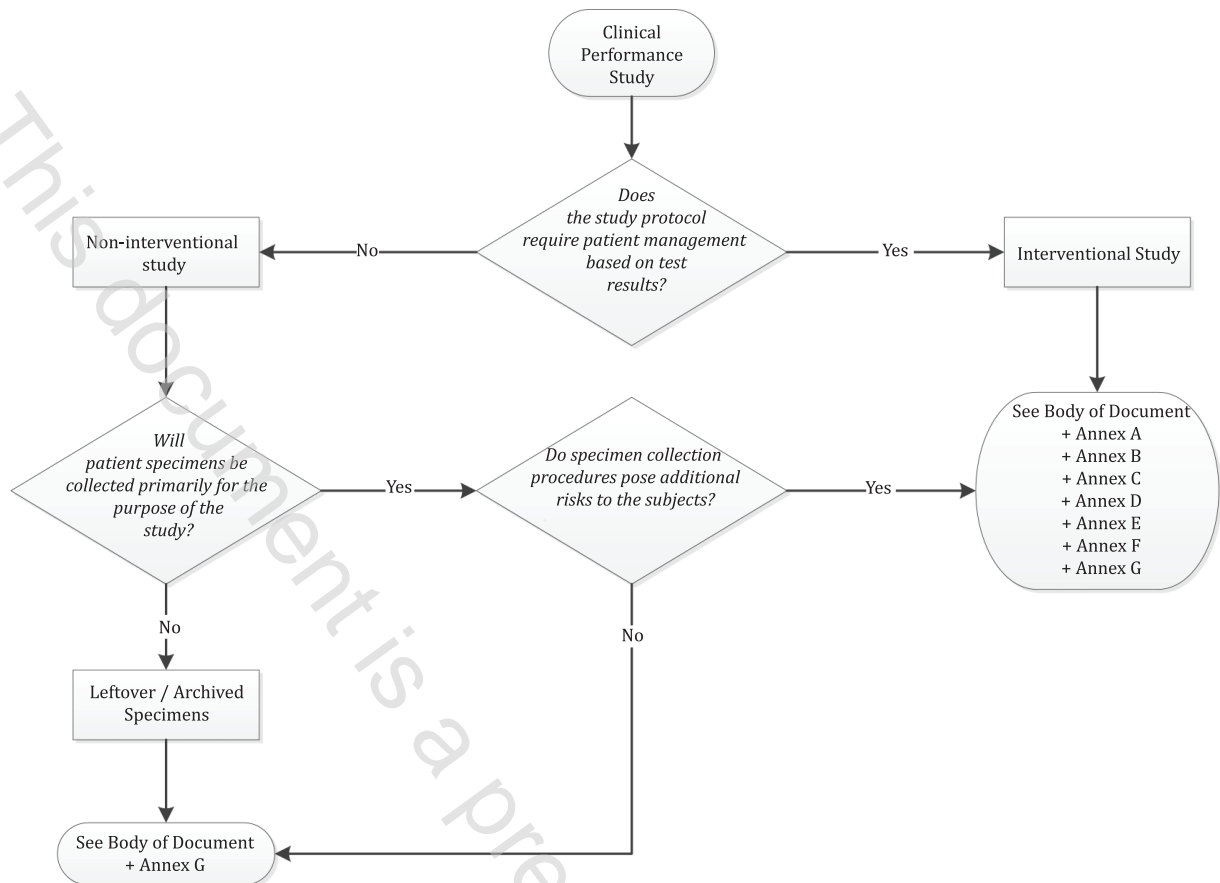 Clinical
Performance
Study
Does
the study protocol
require patient management
based on test
results?
No
Yes
Non-interventional
study
Interventional Study
Will
patient specimens be
collected primarily for the
purpose of the
study?
Yes
Do specimen collection
procedures pose additional
risks to the subjects?
Yes
See Body of Document
+ Annex A
+ Annex B
+ Annex C
+ Annex D
+ Annex E
+ Annex F
+ Annex G
No
No
Leftover / Archived
Specimens
See Body of Document
+ Annex G
This document is a pre